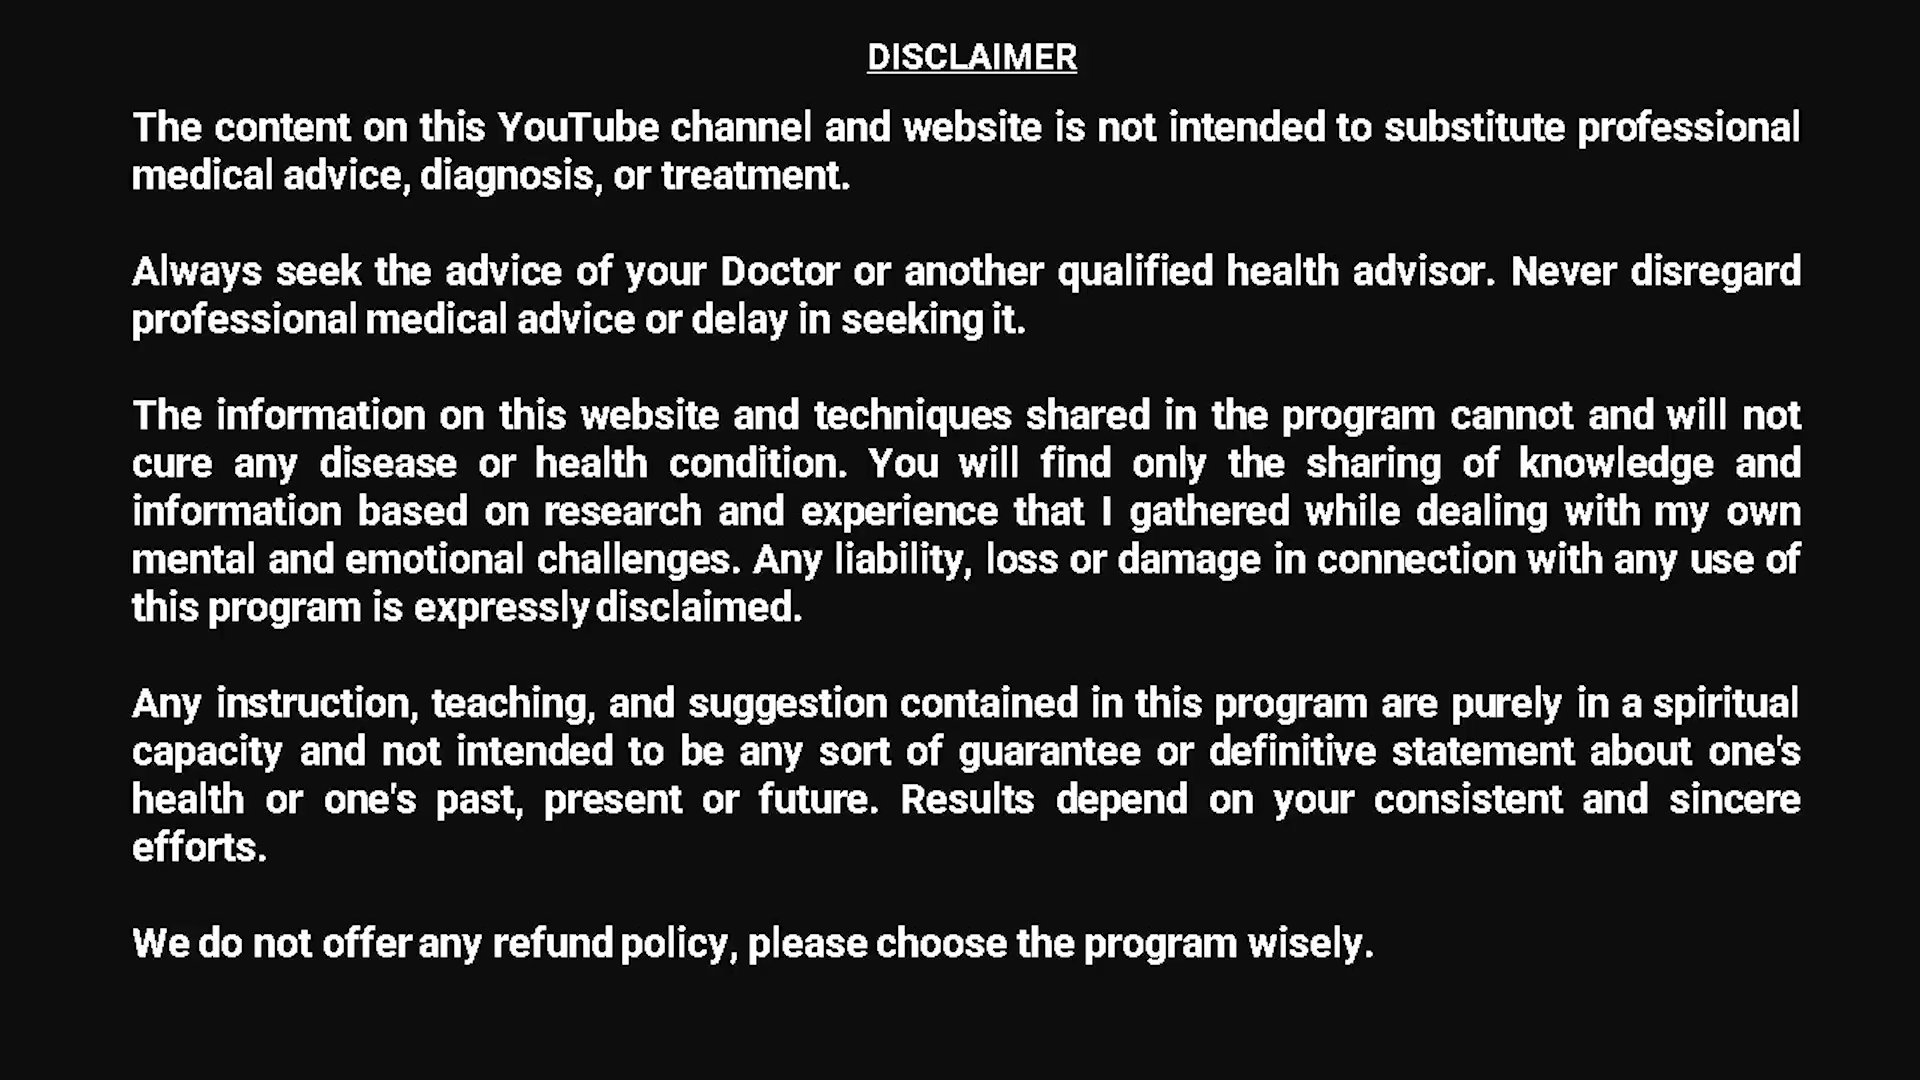 DISCLAIMER
The content on this YouTube channel and website is not intended to substitute professional
medical advice, diagnosis, or treatment.
Always seek the advice of your Doctor or another qualified health advisor. Never disregard
professional medical advice or delay in seeking it.
The information on this website and techniques shared in the program cannot and will not
cure any disease or health condition. You will find only the sharing of knowledge and
information based on research and experience that I gathered while dealing with my own
mental and emotional challenges. Any liability, loss or damage in connection with any use of
this program is expressly disclaimed.
Any instruction, teaching, and suggestion contained in this program are purely in a spiritual
capacity and not intended to be any sort of guarantee or definitive statement about one's
health or one's past, present or future. Results depend on your consistent and sincere
efforts.
We do not offer any refund policy, please choose the program wisely.